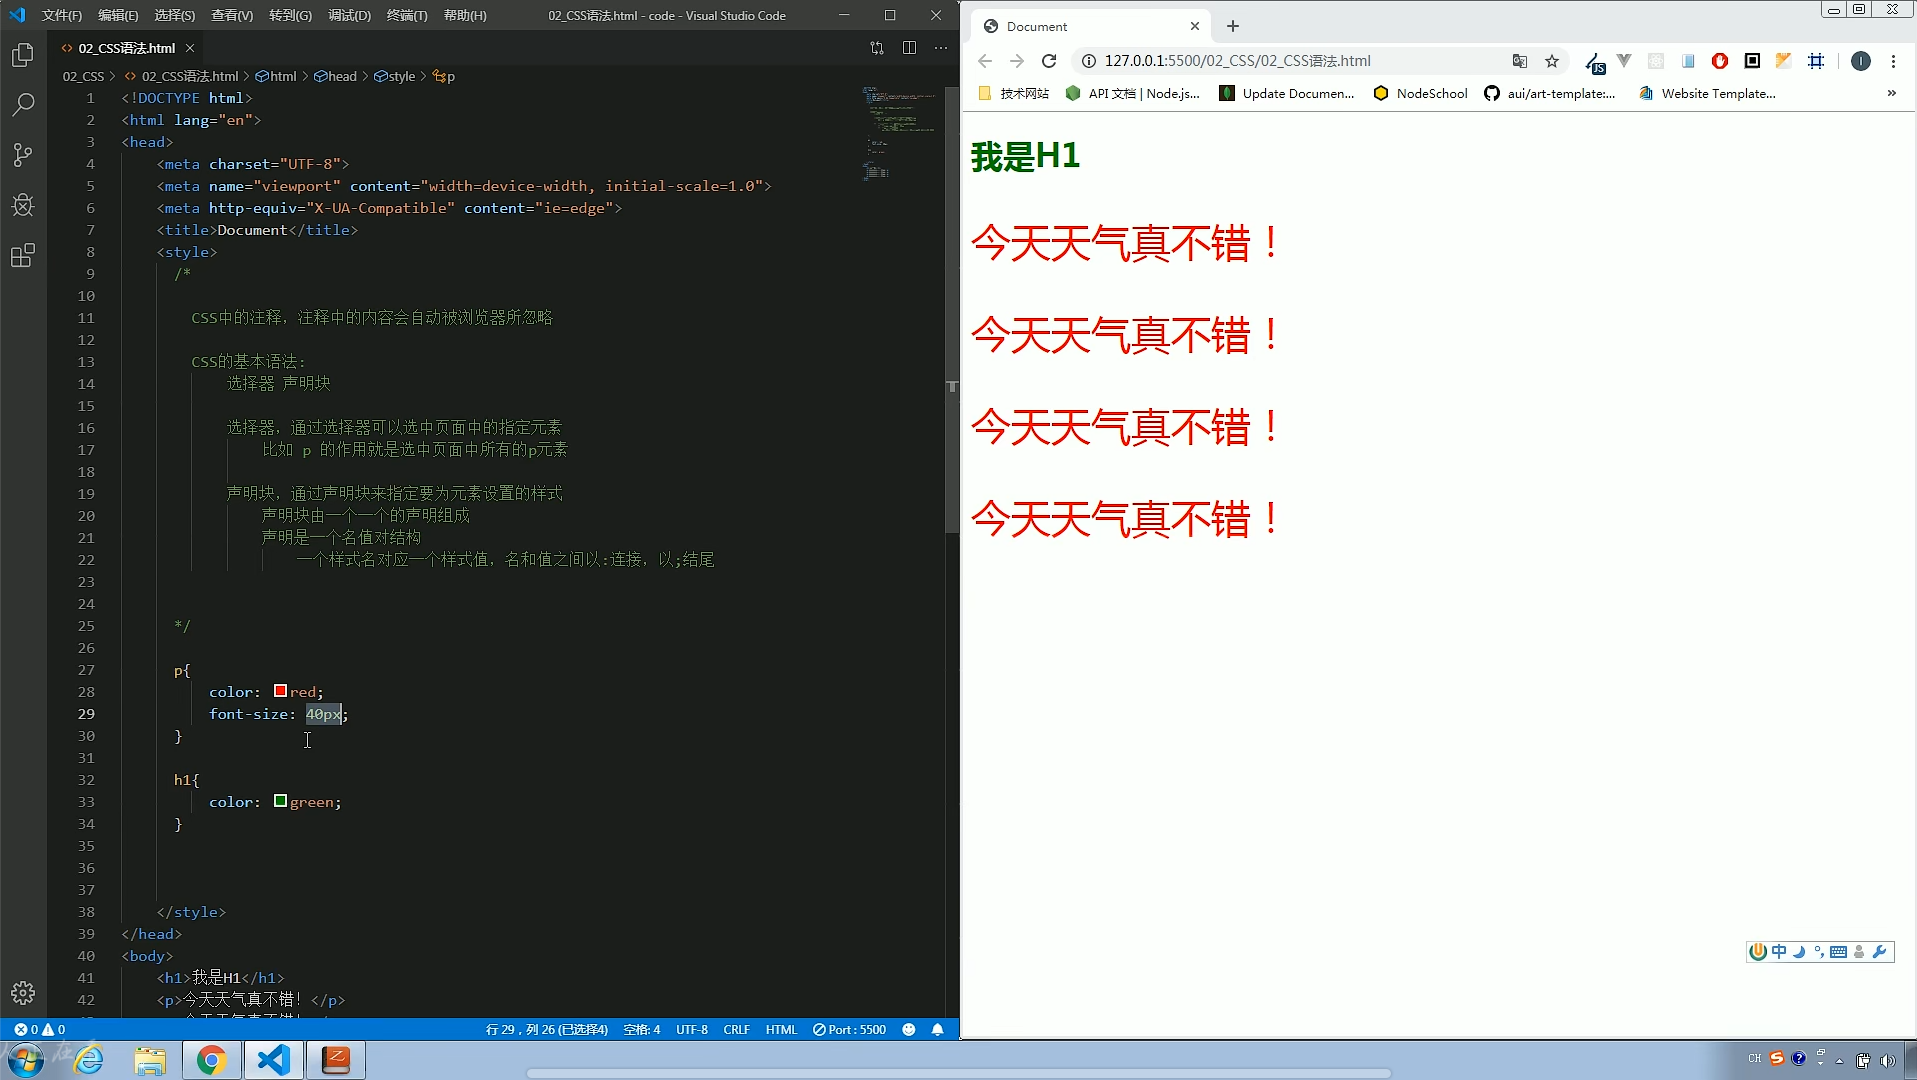 文件(F) 编辑(E) 选择(S) 查看(V) 转到(G) 调试(D) 终端(T) 帮助(H) 02_CSS语法.html - code - Visual Studio Code
02_CSS语法.html
02_CSS > 02_CSS语法.html > html > head > style > p
1 <!DOCTYPE html>
2 <html lang="en">
3 <head>
4 <meta charset="UTF-8">
5 <meta name="viewport" content="width=device-width, initial-scale=1.0">
6 <meta http-equiv="X-UA-Compatible" content="ie=edge">
7 <title>Document</title>
8 <style>
9 /*
10
11 CSS中的注释，注释中的内容会自动被浏览器所忽略
12
13 CSS的基本语法：
14 选择器 声明块
15
16 选择器，通过选择器可以选中页面中的指定元素
17 比如 p 的作用就是选中页面中所有的p元素
18
19 声明块，通过声明块来指定要为元素设置的样式
20 声明块由一个一个的声明组成
21 声明是一个名值对结构
22 一个样式名对应一个样式值，名和值之间以:连接，以;结尾
23
24
25 */
26
27 p{
28 color: red;
29 font-size: 40px;
30 }
31
32 h1{
33 color: green;
34 }
35
36
37
38 </style>
39 </head>
40 <body>
41 <h1>我是H1</h1>
42 <p>今天天气真不错！</p>
0 0 行 29，列 26 (已选择4) 空格: 4 UTF-8 CRLF HTML Port : 5500
Document
127.0.0.1:5500/02_CSS/02_CSS语法.html
JS
技术网站 API 文档 | Node.js... Update Documen... NodeSchool aui/art-template:... Website Template... »
我是H1
今天天气真不错！
今天天气真不错！
今天天气真不错！
今天天气真不错！
中
CH